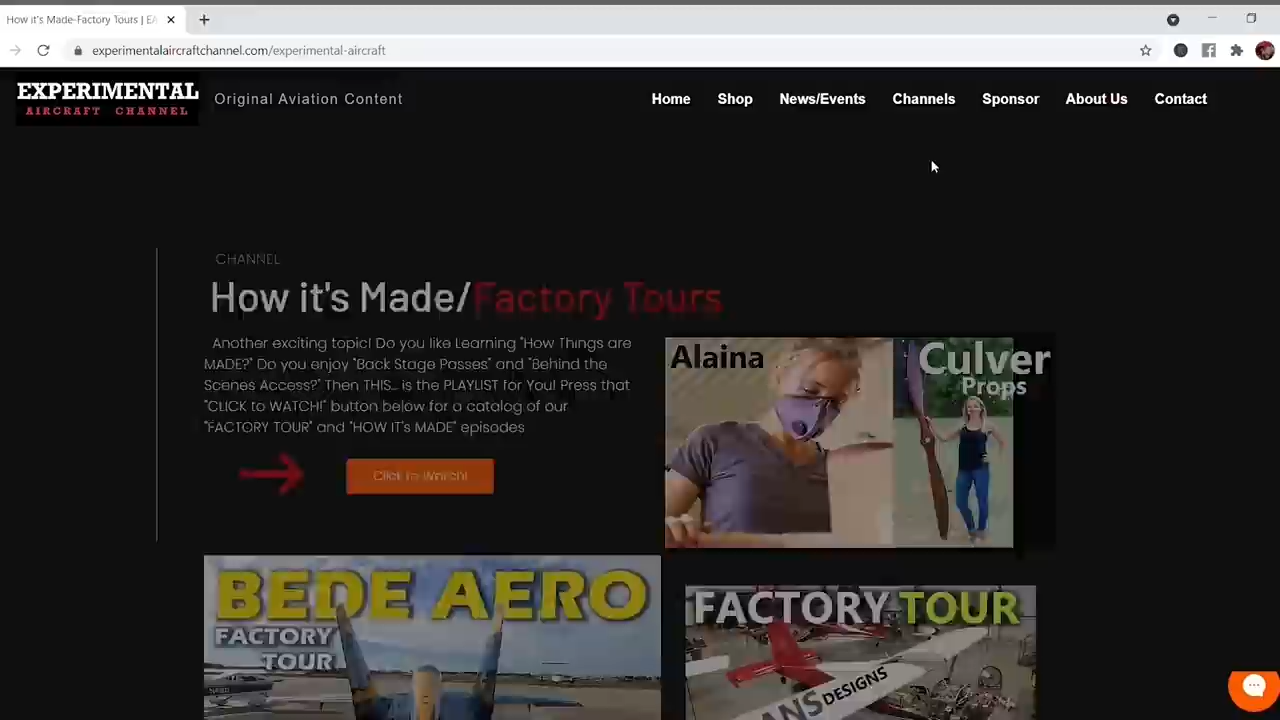 How it's Made-Factory Tours | EA
experimentalaircraftchannel.com/experimental-aircraft
EXPERIMENTAL
AIRCRAFT CHANNEL
Original Aviation Content
Home
Shop
News/Events
Channels
Sponsor
About Us
Contact
CHANNEL
How it's Made/Factory Tours
Another exciting topic! Do you like Learning "How Things are
MADE?" Do you enjoy "Back Stage Passes" and "Behind the
Scenes Access?" Then THIS... is the PLAYLIST for You! Press that
"CLICK to WATCH!" button below for a catalog of our
"FACTORY TOUR" and "HOW IT's MADE" episodes
Click to Watch!
Alaina
Culver
Props
BEDE AERO
FACTORY
TOUR
FACTORY TOUR
ANS DESIGNS